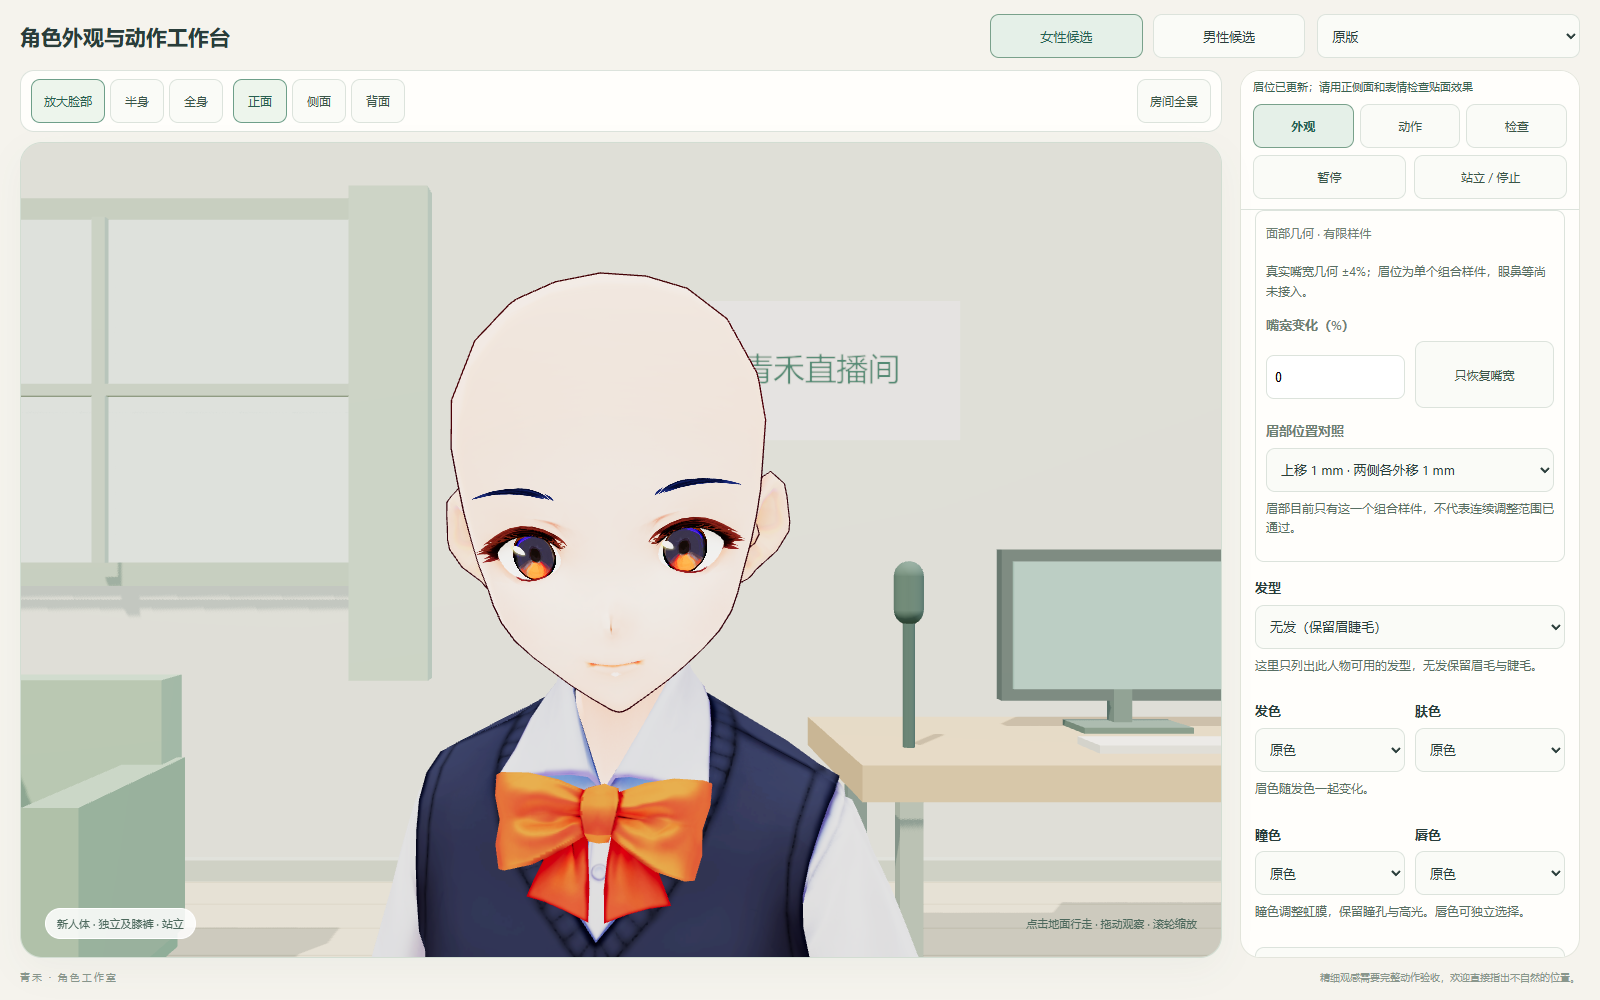 角色外观与动作工作台
女性候选
男性候选
原版
放大脸部
半身
全身
正面
侧面
背面
房间全景
眉位已更新；请用正侧面和表情检查贴面效果
外观
动作
检查
暂停
站立 / 停止
面部几何 · 有限样件
真实嘴宽几何 ±4%；眉位为单个组合样件，眼鼻等尚
未接入。
嘴宽变化（%）
0
只恢复嘴宽
眉部位置对照
上移 1 mm · 两侧各外移 1 mm
眉部目前只有这一个组合样件，不代表连续调整范围已
通过。
发型
无发（保留眉睫毛）
这里只列出此人物可用的发型，无发保留眉毛与睫毛。
发色
肤色
原色
原色
眉色随发色一起变化。
瞳色
唇色
原色
原色
瞳色调整虹膜，保留瞳孔与高光。唇色可独立选择。
青禾直播间
新人体 · 独立及膝裤 · 站立
点击地面行走 · 拖动观察 · 滚轮缩放
青禾 · 角色工作室
精细观感需要完整动作验收，欢迎直接指出不自然的位置。